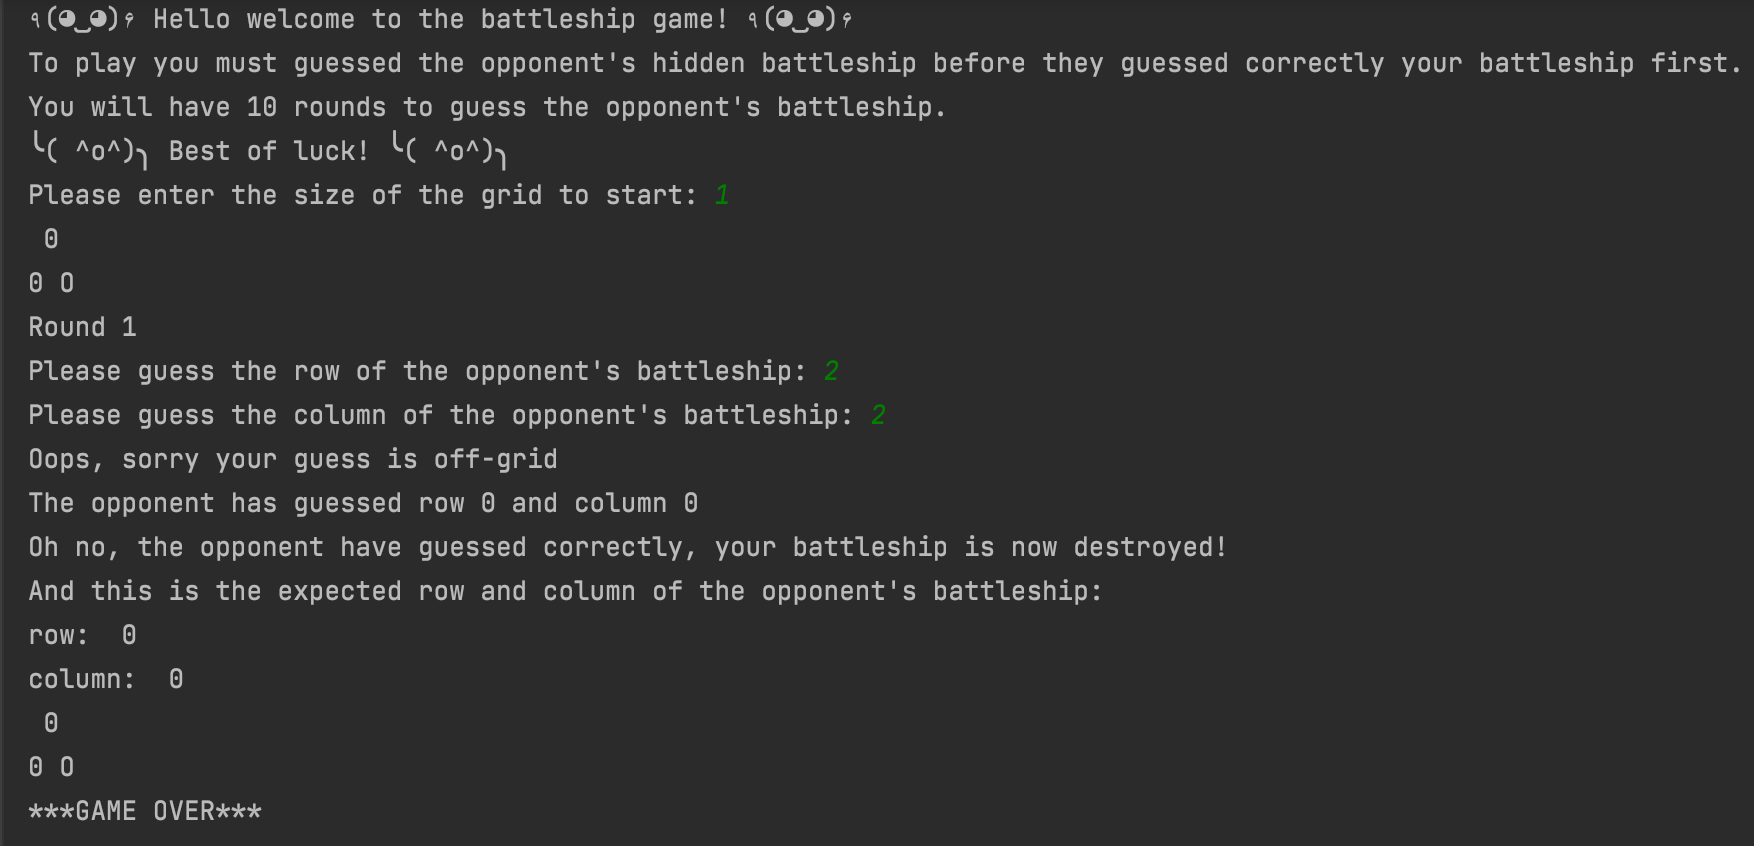 ٩(◕‿◕)۶ Hello welcome to the battleship game! ٩(◕‿◕)۶
To play you must guessed the opponent's hidden battleship before they guessed correctly your battleship first.
You will have 10 rounds to guess the opponent's battleship.
╰( ^o^)╮ Best of luck! ╰( ^o^)╮
Please enter the size of the grid to start: 1
 0
0 O
Round 1
Please guess the row of the opponent's battleship: 2
Please guess the column of the opponent's battleship: 2
Oops, sorry your guess is off-grid
The opponent has guessed row 0 and column 0
Oh no, the opponent have guessed correctly, your battleship is now destroyed!
And this is the expected row and column of the opponent's battleship:
row:  0
column:  0
 0
0 O
***GAME OVER***